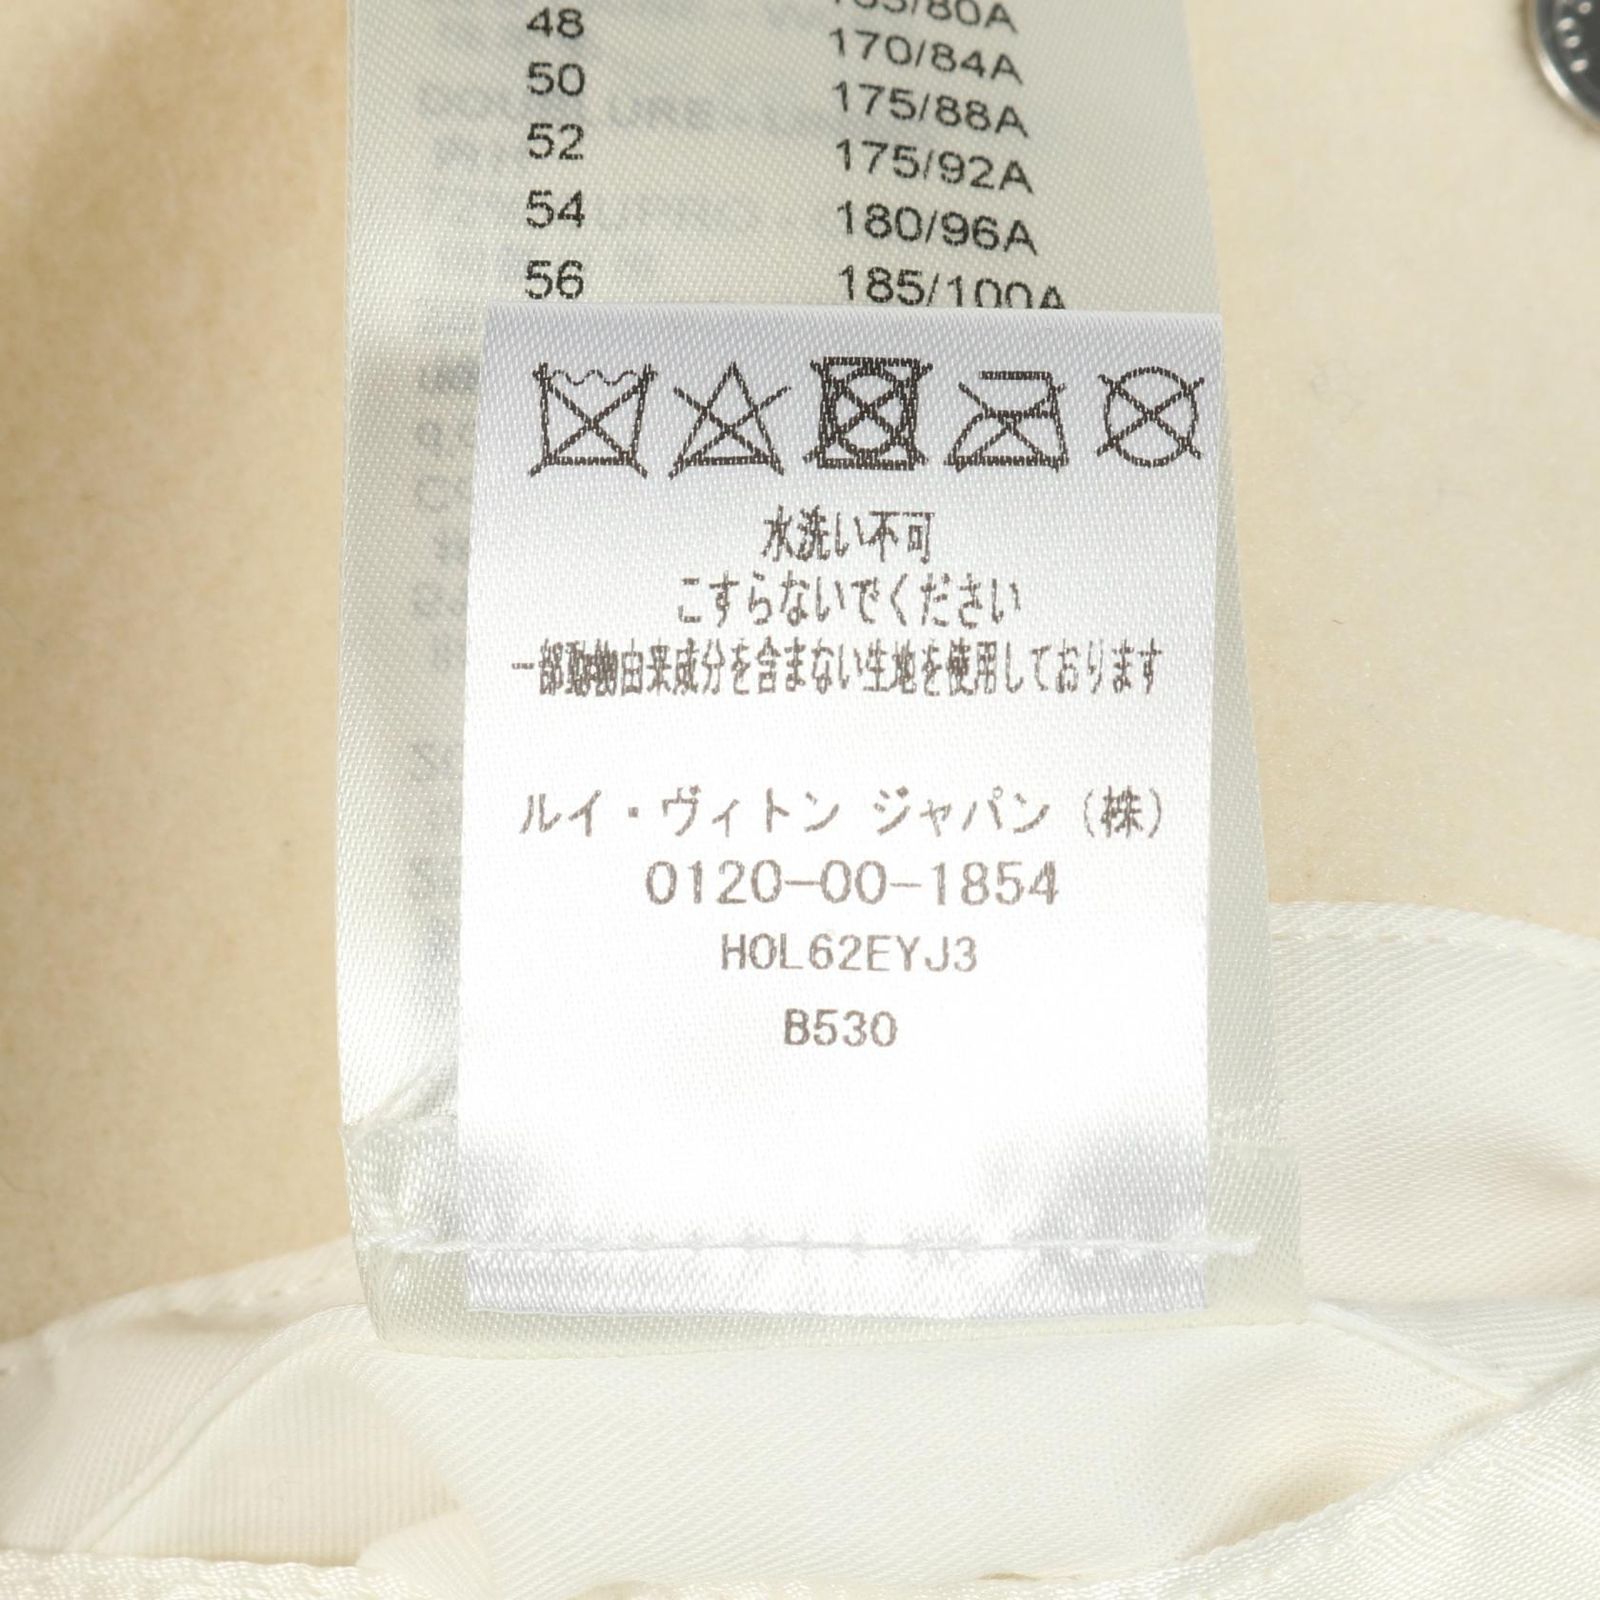 48 170/84A
50 175/88A
52 175/92A
54 180/96A
56 185/100A
水洗い不可
こすらないでください
一部動物由来成分を含まない生地を使用しております
ルイ・ヴィトン ジャパン (株)
0120-00-1854
HOL62EYJ3
B530